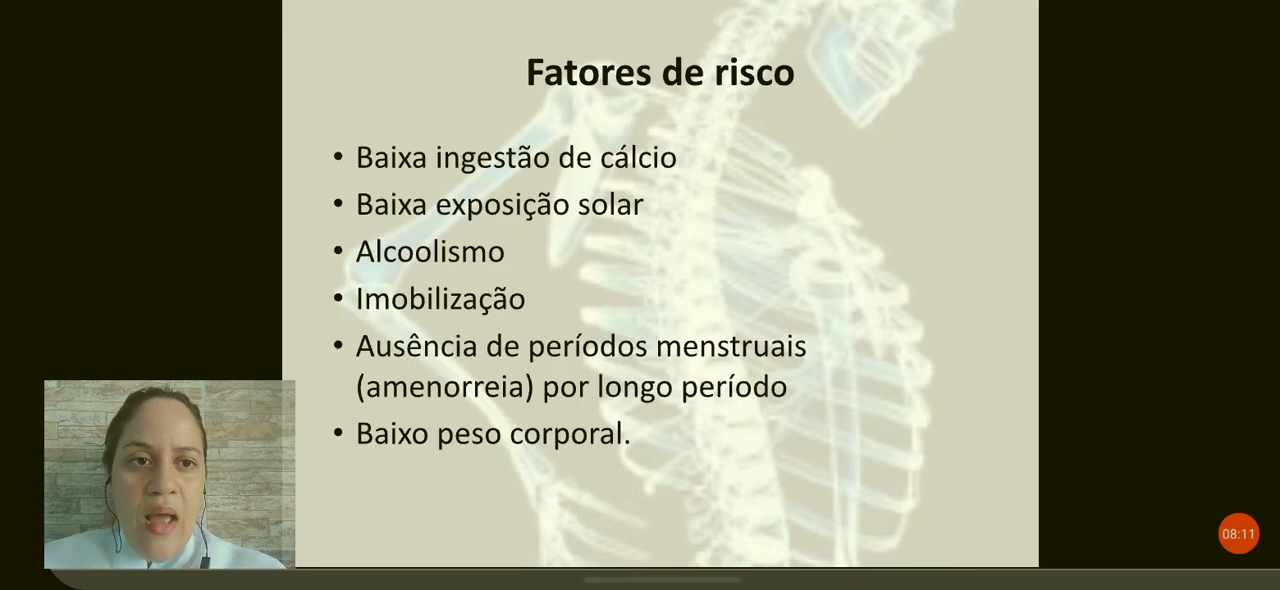 Fatores de risco
• Baixa ingestão de cálcio
• Baixa exposição solar
• Alcoolismo
• Imobilização
• Ausência de períodos menstruais
(amenorreia) por longo período
• Baixo peso corporal.
08:11